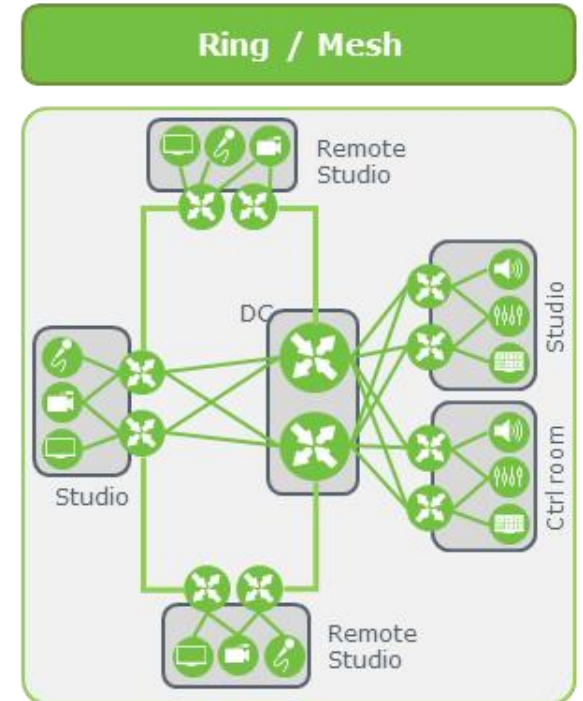 Ring / Mesh
Remote
Studio
DC
Studio
Studio
Ctrl room
Remote
Studio